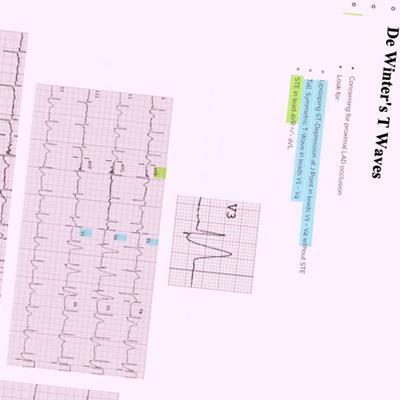 De Winter's T Waves
• Concerning for proximal LAD occlusion
• Look for:
Upsloping ST-Depression at J Point in leads V1 - V4 without STE
Tall, Symmetric T-Wave in leads V1 - V4
STE in lead aVR +/- aVL
V3